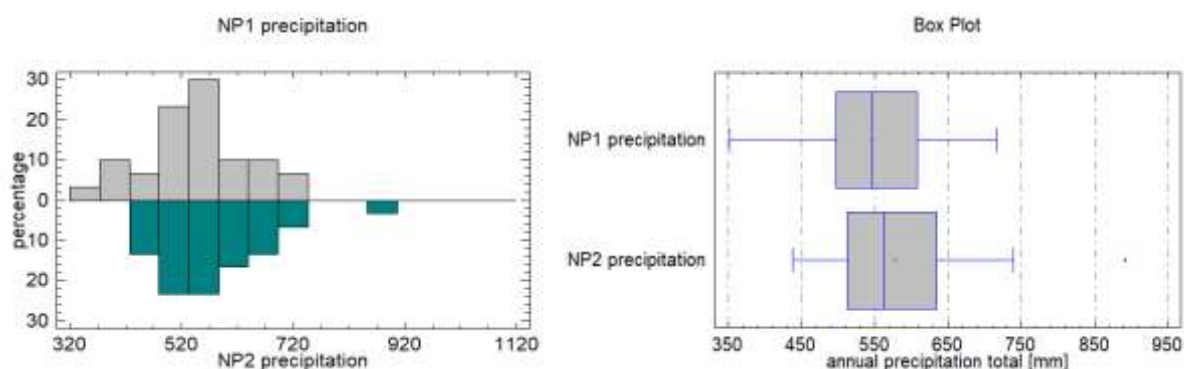 NP1 precipitation
percentage
30
20
10
0
10
20
30
320 520 720 920 1120
NP2 precipitation
Box Plot
NP1 precipitation
NP2 precipitation
350 450 550 650 750 850 950
annual precipitation total [mm]